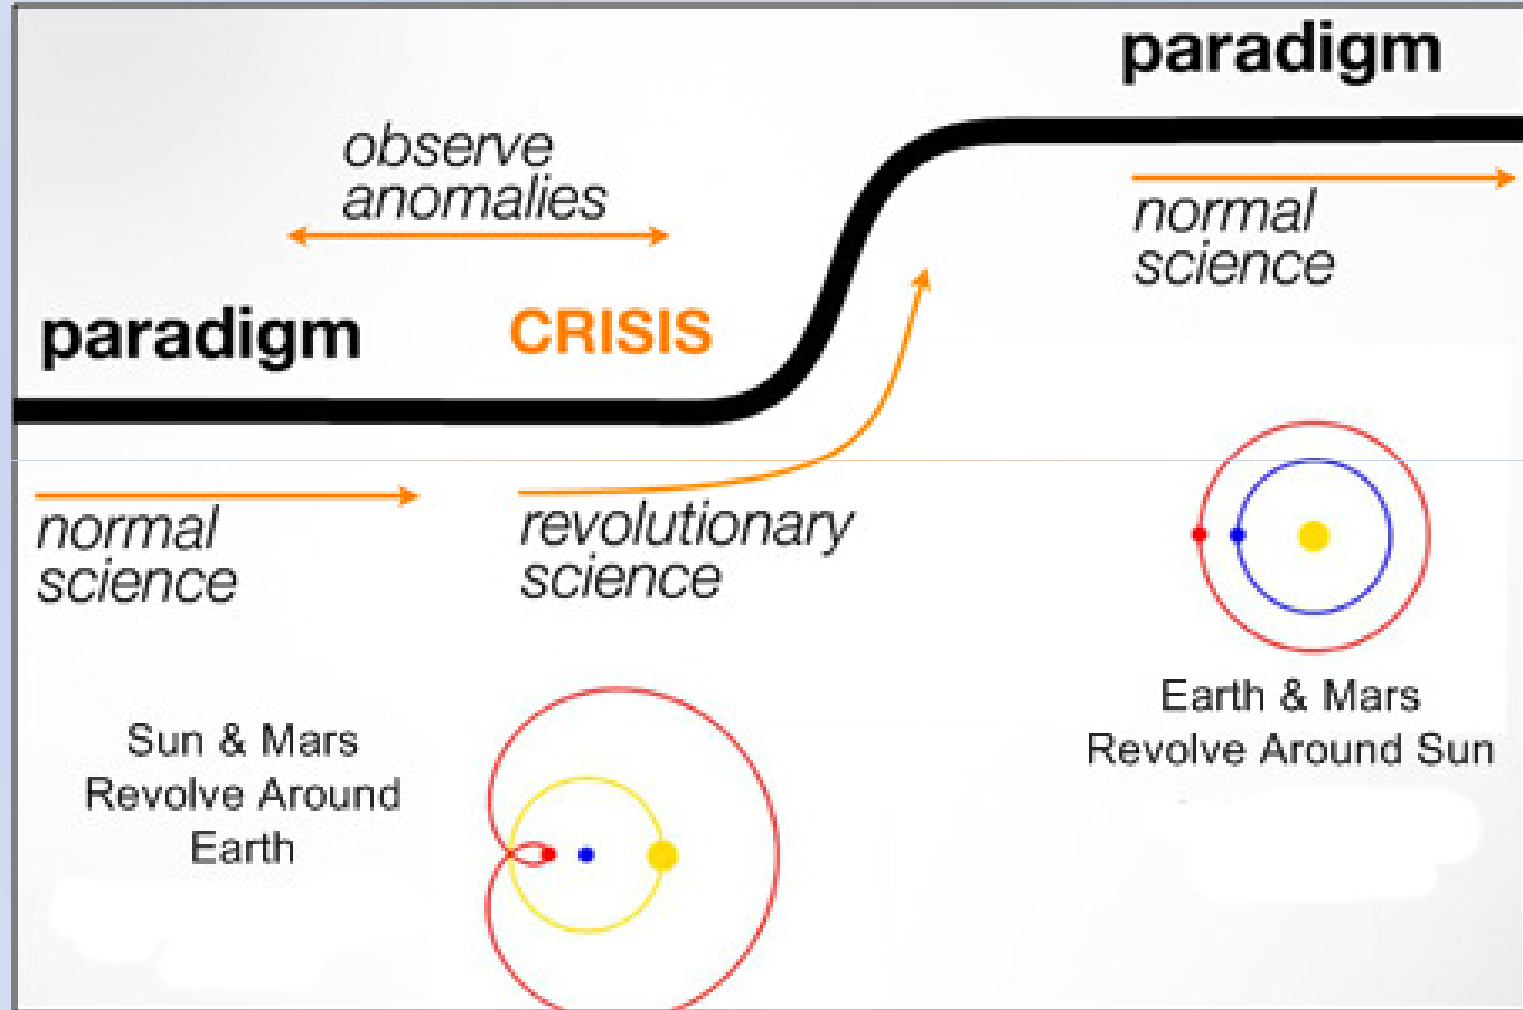 paradigm
observe
anomalies
normal
science
paradigm
CRISIS
normal
science
revolutionary
science
Earth & Mars
Revolve Around Sun
Sun & Mars
Revolve Around
Earth